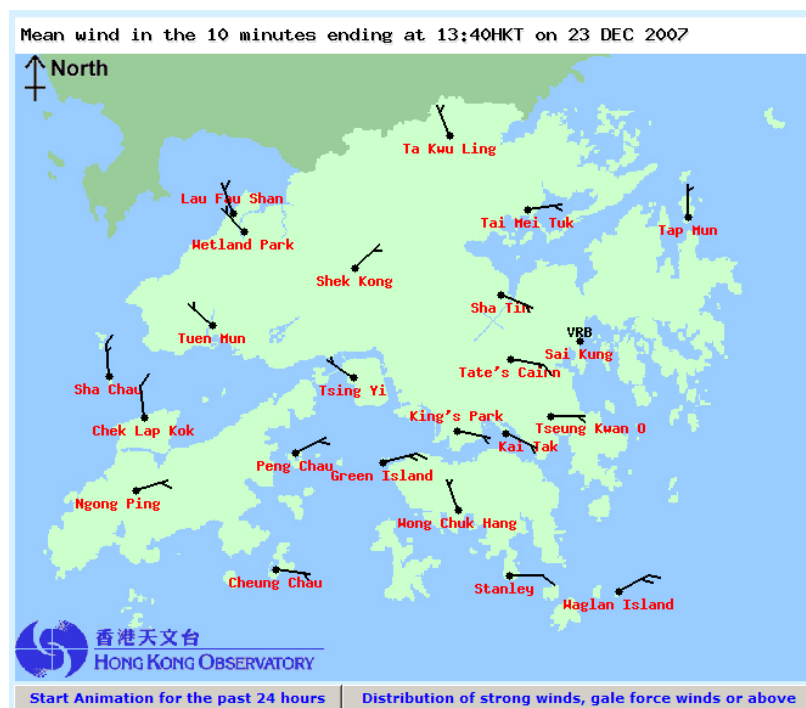 Mean wind in the 10 minutes ending at 13:40HKT on 23 DEC 2007
North
Ta Kwu Ling
Lau Fau Shan
Tai Mei Tuk
Tap Mun
Wetland Park
Shek Kong
Sha Tin
VRB
Tuen Mun
Sai Kung
Tate's Cairn
Sha Chau
Tsing Yi
King's Park
Chek Lap Kok
Tseung Kwan O
Kai Tak
Peng Chau
Green Island
Ngong Ping
Wong Chuk Hang
Cheung Chau
Stanley
Waglan Island
香港天文台
HONG KONG OBSERVATORY
Start Animation for the past 24 hours
Distribution of strong winds, gale force winds or above